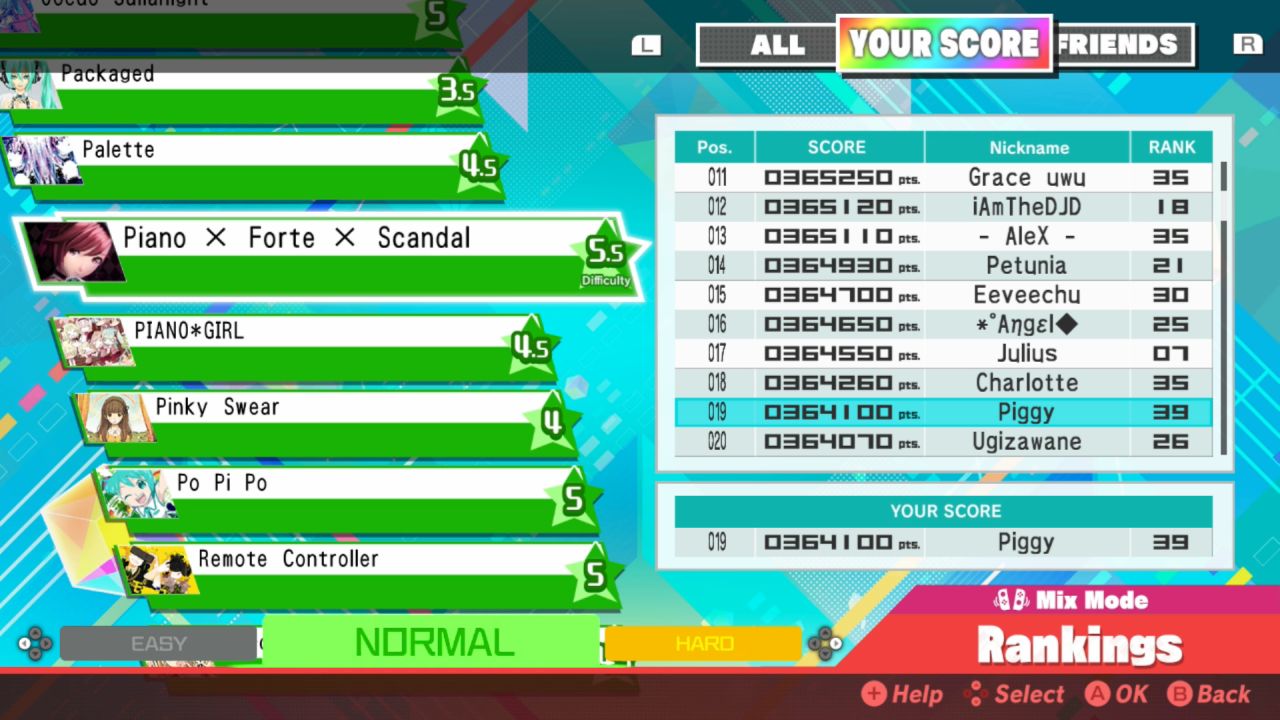 5
Packaged
3.5
Palette
4.5
Piano × Forte × Scandal
5.5
Difficulty
PIANO*GIRL
4.5
Pinky Swear
4
Po Pi Po
5
Remote Controller
5
EASY
NORMAL
HARD
L
ALL
YOUR SCORE
FRIENDS
R
Pos. SCORE Nickname RANK
011 0365250 pts. Grace uwu 35
012 0365120 pts. iAmTheDJD 18
013 0365110 pts. - AleX - 35
014 0364930 pts. Petunia 21
015 0364700 pts. Eeveechu 30
016 0364650 pts. *°Aηgεl◆ 25
017 0364550 pts. Julius 07
018 0364260 pts. Charlotte 35
019 0364100 pts. Piggy 39
020 0364070 pts. Ugizawane 26
YOUR SCORE
019 0364100 pts. Piggy 39
Mix Mode
Rankings
+ Help Select A OK B Back